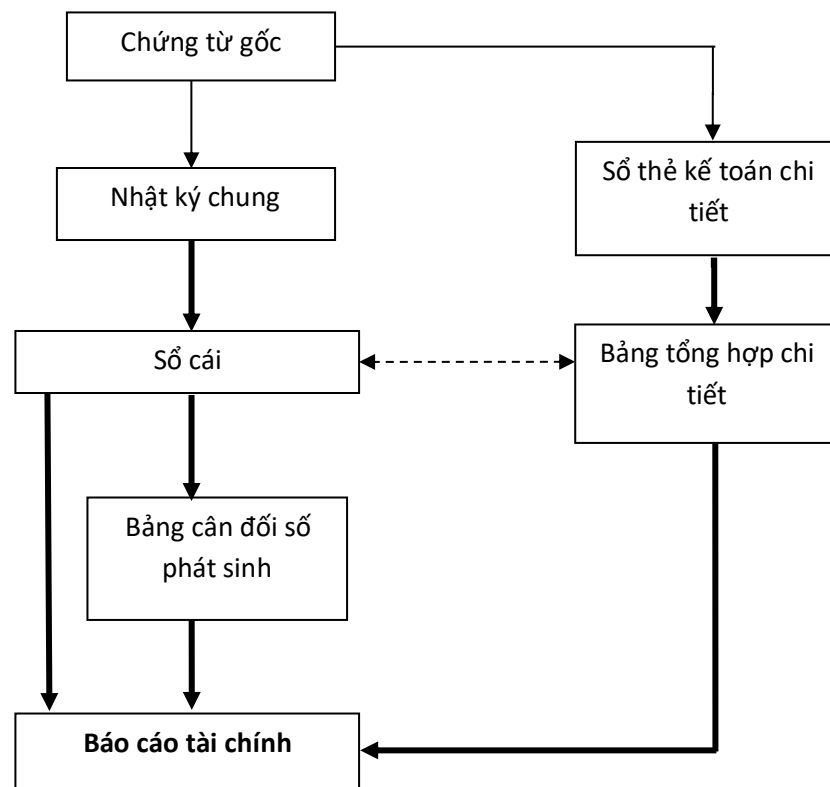 Chứng từ gốc
Nhật ký chung
Sổ thẻ kế toán chi
tiết
Sổ cái
Bảng tổng hợp chi
tiết
Bảng cân đối số
phát sinh
Báo cáo tài chính